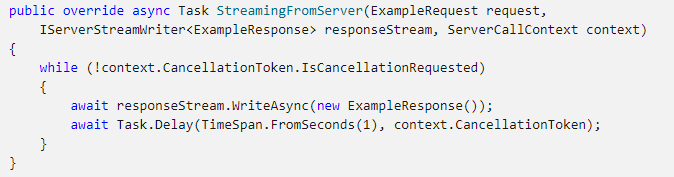 public override async Task StreamingFromServer(ExampleRequest request,
    IServerStreamWriter<ExampleResponse> responseStream, ServerCallContext context)
{
    while (!context.CancellationToken.IsCancellationRequested)
    {
        await responseStream.WriteAsync(new ExampleResponse());
        await Task.Delay(TimeSpan.FromSeconds(1), context.CancellationToken);
    }
}